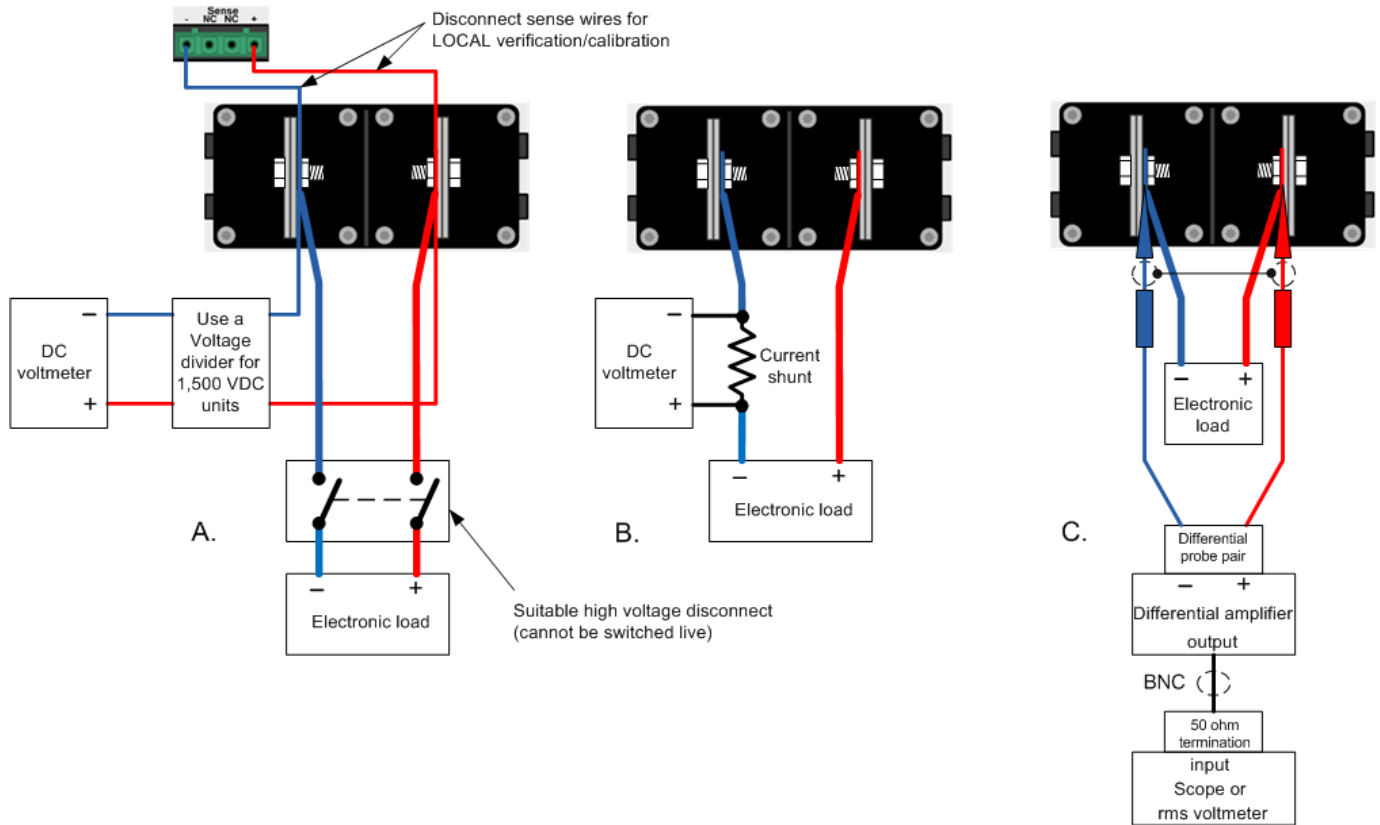 Sense
- NC NC +
Disconnect sense wires for
LOCAL verification/calibration
−
DC
voltmeter
+
Use a
Voltage
divider for
1,500 VDC
units
A.
− +
Electronic load
Suitable high voltage disconnect
(cannot be switched live)
−
DC
voltmeter
+
Current
shunt
B.
− +
Electronic load
− +
Electronic
load
C.
Differential
probe pair
− +
Differential amplifier
output
BNC
50 ohm
termination
input
Scope or
rms voltmeter